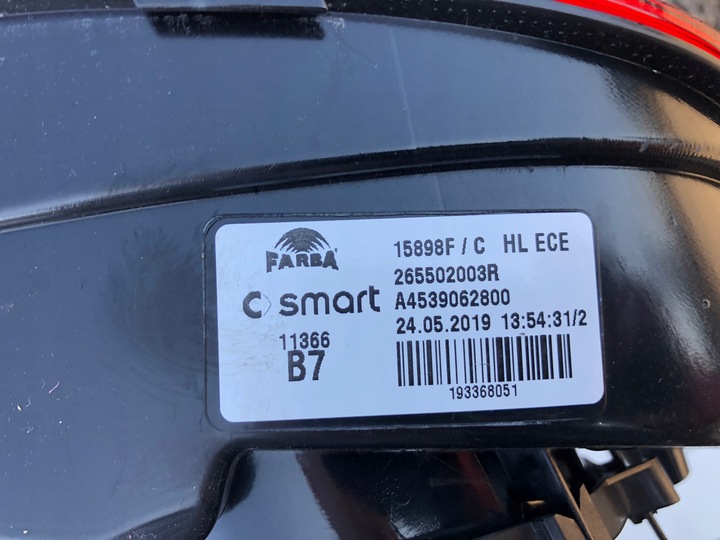 FARBA
15898F / C HL ECE
265502003R
smart
A4539062800
24.05.2019 13:54:31/2
11366
B7
193368051